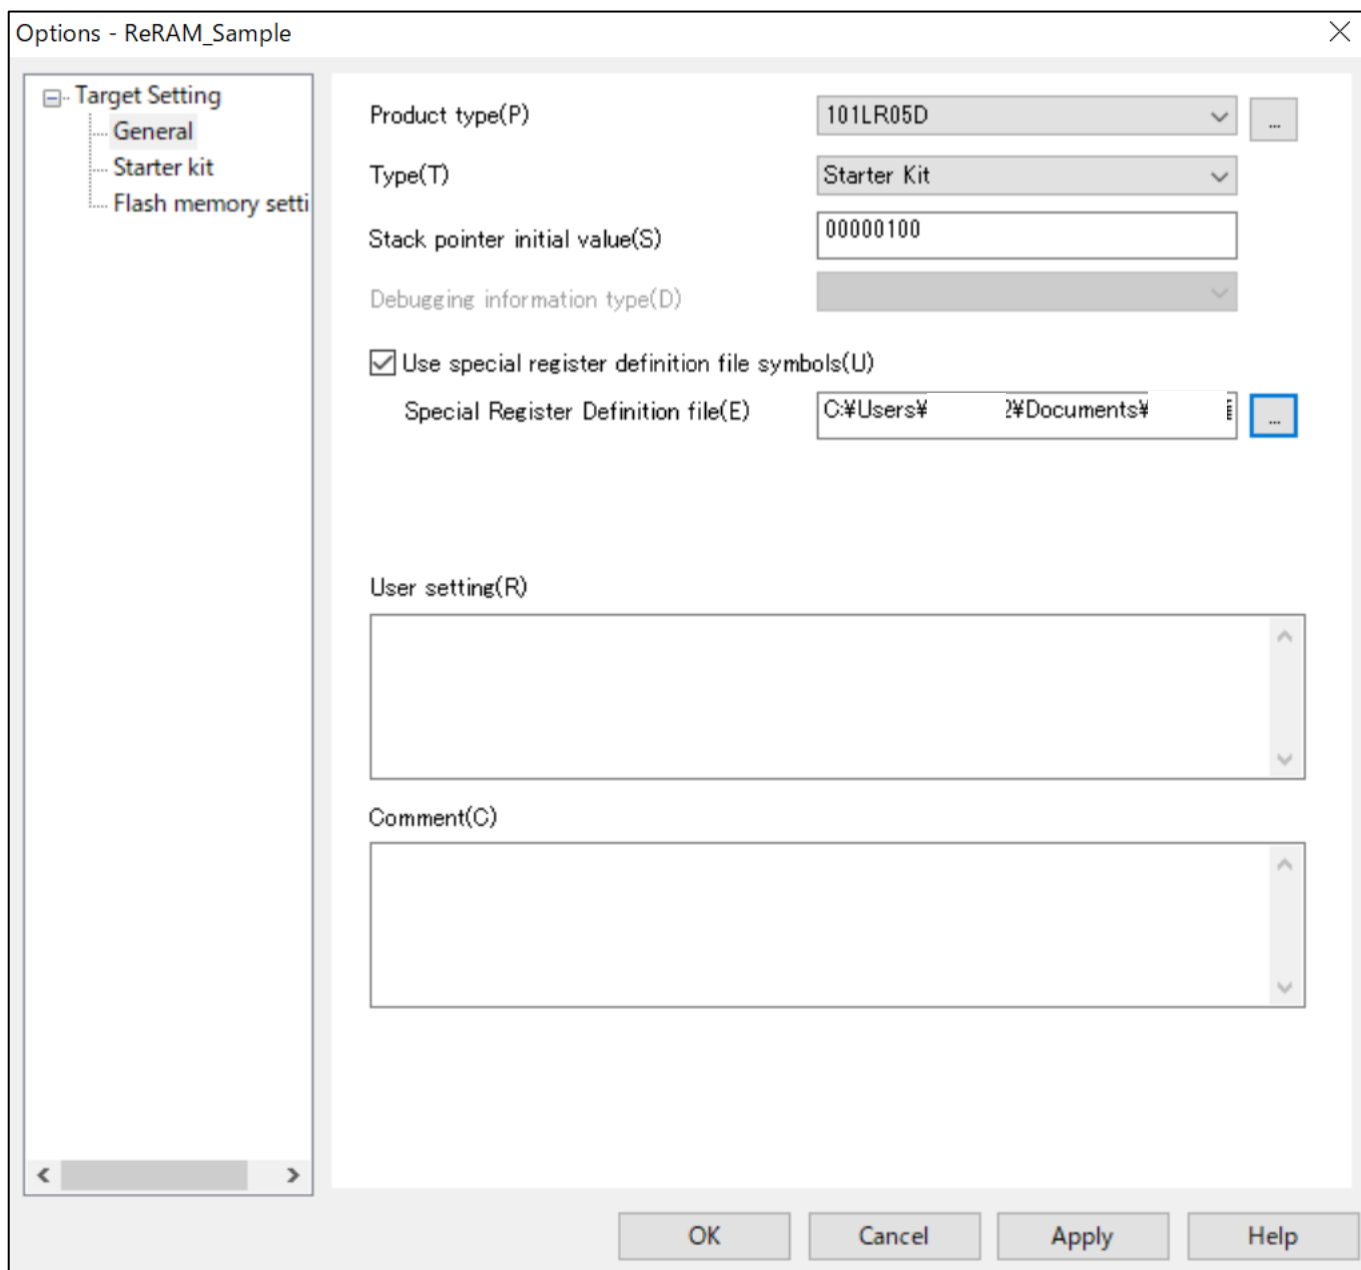 Options - ReRAM_Sample
Target Setting
General
Starter kit
Flash memory setti
Product type(P)
101LR05D
...
Type(T)
Starter Kit
Stack pointer initial value(S)
00000100
Debugging information type(D)
Use special register definition file symbols(U)
Special Register Definition file(E)
C:¥Users¥ 2¥Documents¥
...
User setting(R)
Comment(C)
OK
Cancel
Apply
Help